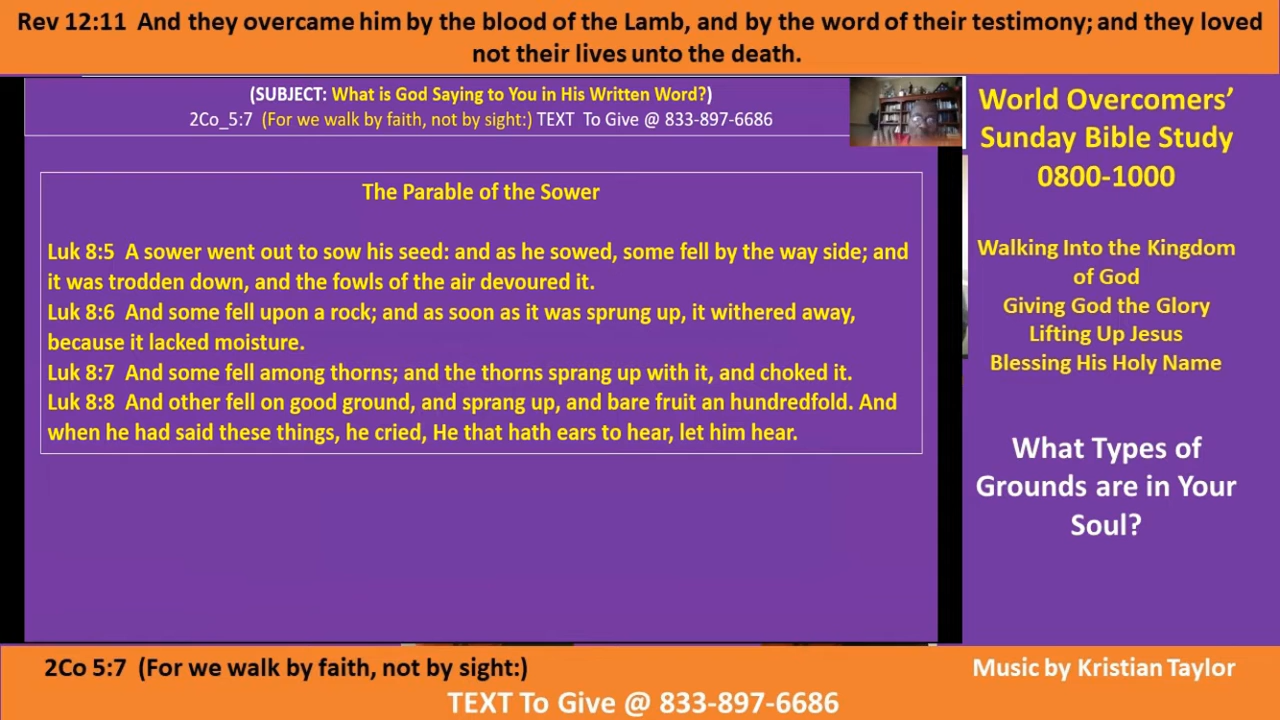 Rev 12:11  And they overcame him by the blood of the Lamb, and by the word of their testimony; and they loved
not their lives unto the death.
(SUBJECT: What is God Saying to You in His Written Word?)
2Co_5:7  (For we walk by faith, not by sight:) TEXT  To Give @ 833-897-6686
The Parable of the Sower
Luk 8:5  A sower went out to sow his seed: and as he sowed, some fell by the way side; and
it was trodden down, and the fowls of the air devoured it.
Luk 8:6  And some fell upon a rock; and as soon as it was sprung up, it withered away,
because it lacked moisture.
Luk 8:7  And some fell among thorns; and the thorns sprang up with it, and choked it.
Luk 8:8  And other fell on good ground, and sprang up, and bare fruit an hundredfold. And
when he had said these things, he cried, He that hath ears to hear, let him hear.
World Overcomers'
Sunday Bible Study
0800-1000
Walking Into the Kingdom
of God
Giving God the Glory
Lifting Up Jesus
Blessing His Holy Name
What Types of
Grounds are in Your
Soul?
2Co 5:7  (For we walk by faith, not by sight:)
Music by Kristian Taylor
TEXT To Give @ 833-897-6686